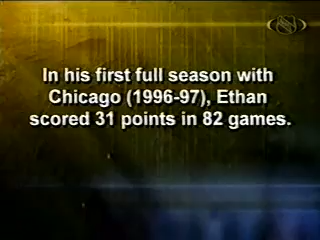 In his first full season with
Chicago (1996-97), Ethan
scored 31 points in 82 games.